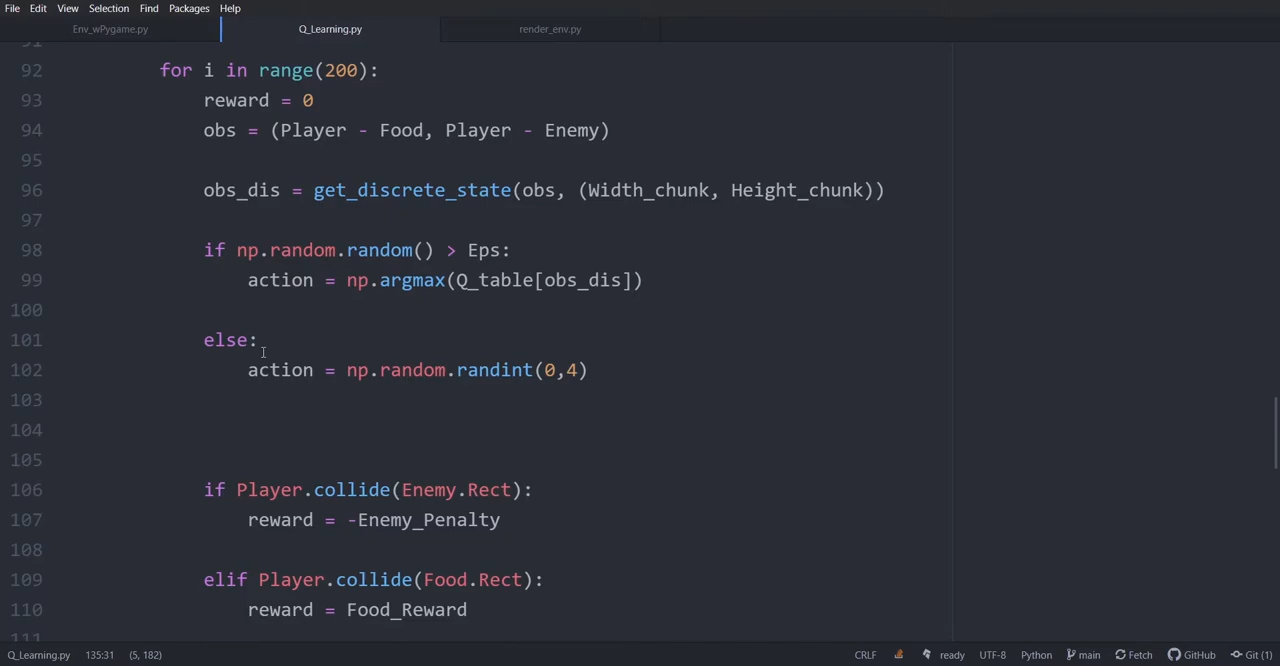 File Edit View Selection Find Packages Help
Env_wPygame.py Q_Learning.py render_env.py
91
92 for i in range(200):
93 reward = 0
94 obs = (Player - Food, Player - Enemy)
95
96 obs_dis = get_discrete_state(obs, (Width_chunk, Height_chunk))
97
98 if np.random.random() > Eps:
99 action = np.argmax(Q_table[obs_dis])
100
101 else:
102 action = np.random.randint(0,4)
103
104
105
106 if Player.collide(Enemy.Rect):
107 reward = -Enemy_Penalty
108
109 elif Player.collide(Food.Rect):
110 reward = Food_Reward
111
Q_Learning.py 135:31 (5, 182) CRLF ready UTF-8 Python main Fetch GitHub Git (1)